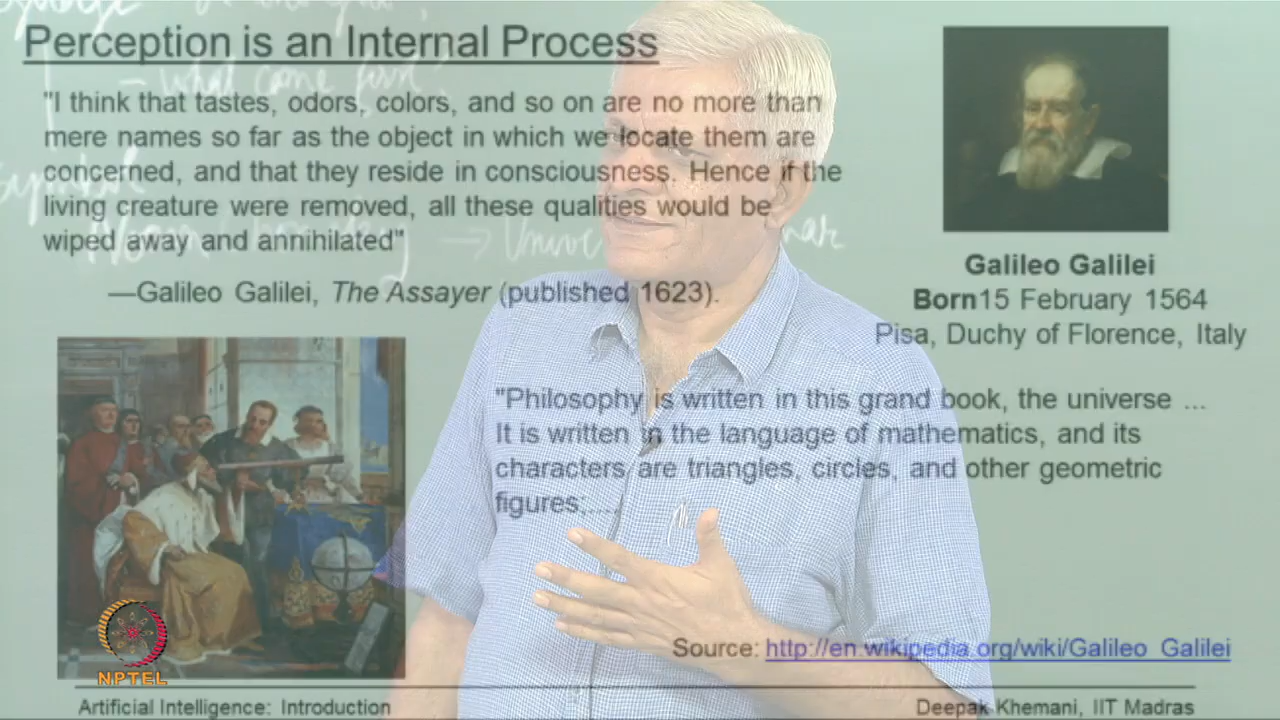 Perception is an Internal Process
"I think that tastes, odors, colors, and so on are no more than
mere names so far as the object in which we locate them are
concerned, and that they reside in consciousness. Hence if the
living creature were removed, all these qualities would be
wiped away and annihilated"
—Galileo Galilei, The Assayer (published 1623).
Galileo Galilei
Born15 February 1564
Pisa, Duchy of Florence, Italy
"Philosophy is written in this grand book, the universe ...
It is written in the language of mathematics, and its
characters are triangles, circles, and other geometric
figures;....
Source: http://en.wikipedia.org/wiki/Galileo_Galilei
NPTEL
Artificial Intelligence: Introduction
Deepak Khemani, IIT Madras
what came first?